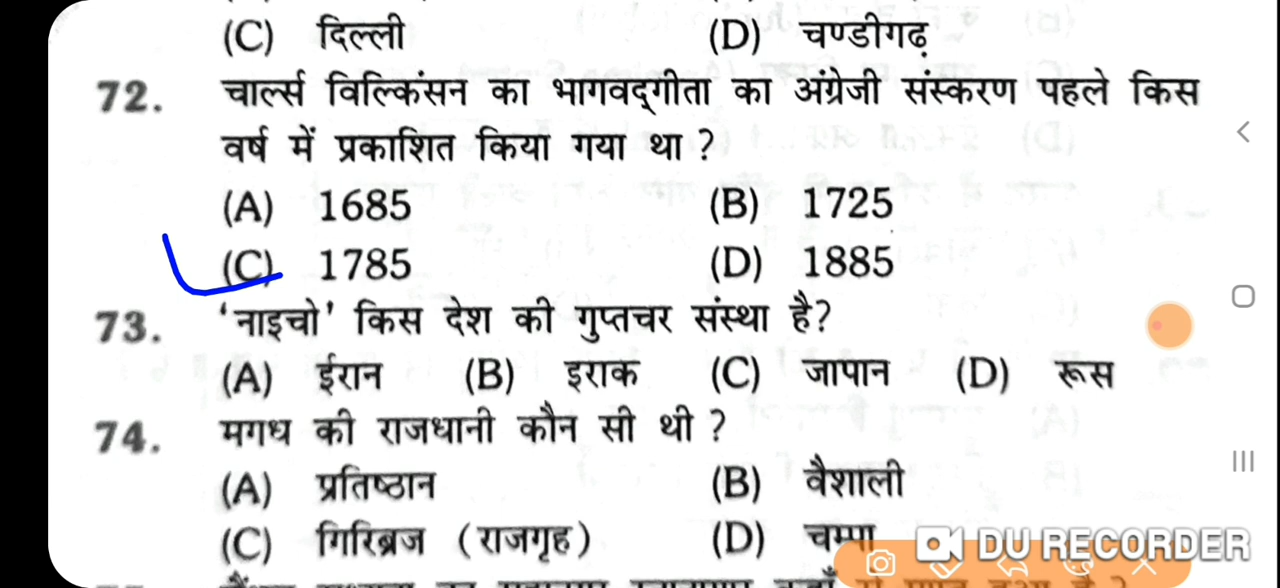 (C) दिल्ली (D) चण्डीगढ़
72. चार्ल्स विल्किंसन का भागवद्गीता का अंग्रेजी संस्करण पहले किस
वर्ष में प्रकाशित किया गया था ?
(A) 1685 (B) 1725
(C) 1785 (D) 1885
73. 'नाइचो' किस देश की गुप्तचर संस्था है?
(A) ईरान (B) इराक (C) जापान (D) रूस
74. मगध की राजधानी कौन सी थी ?
(A) प्रतिष्ठान (B) वैशाली
(C) गिरिब्रज (राजगृह) (D) चम्पा
DU RECORDER